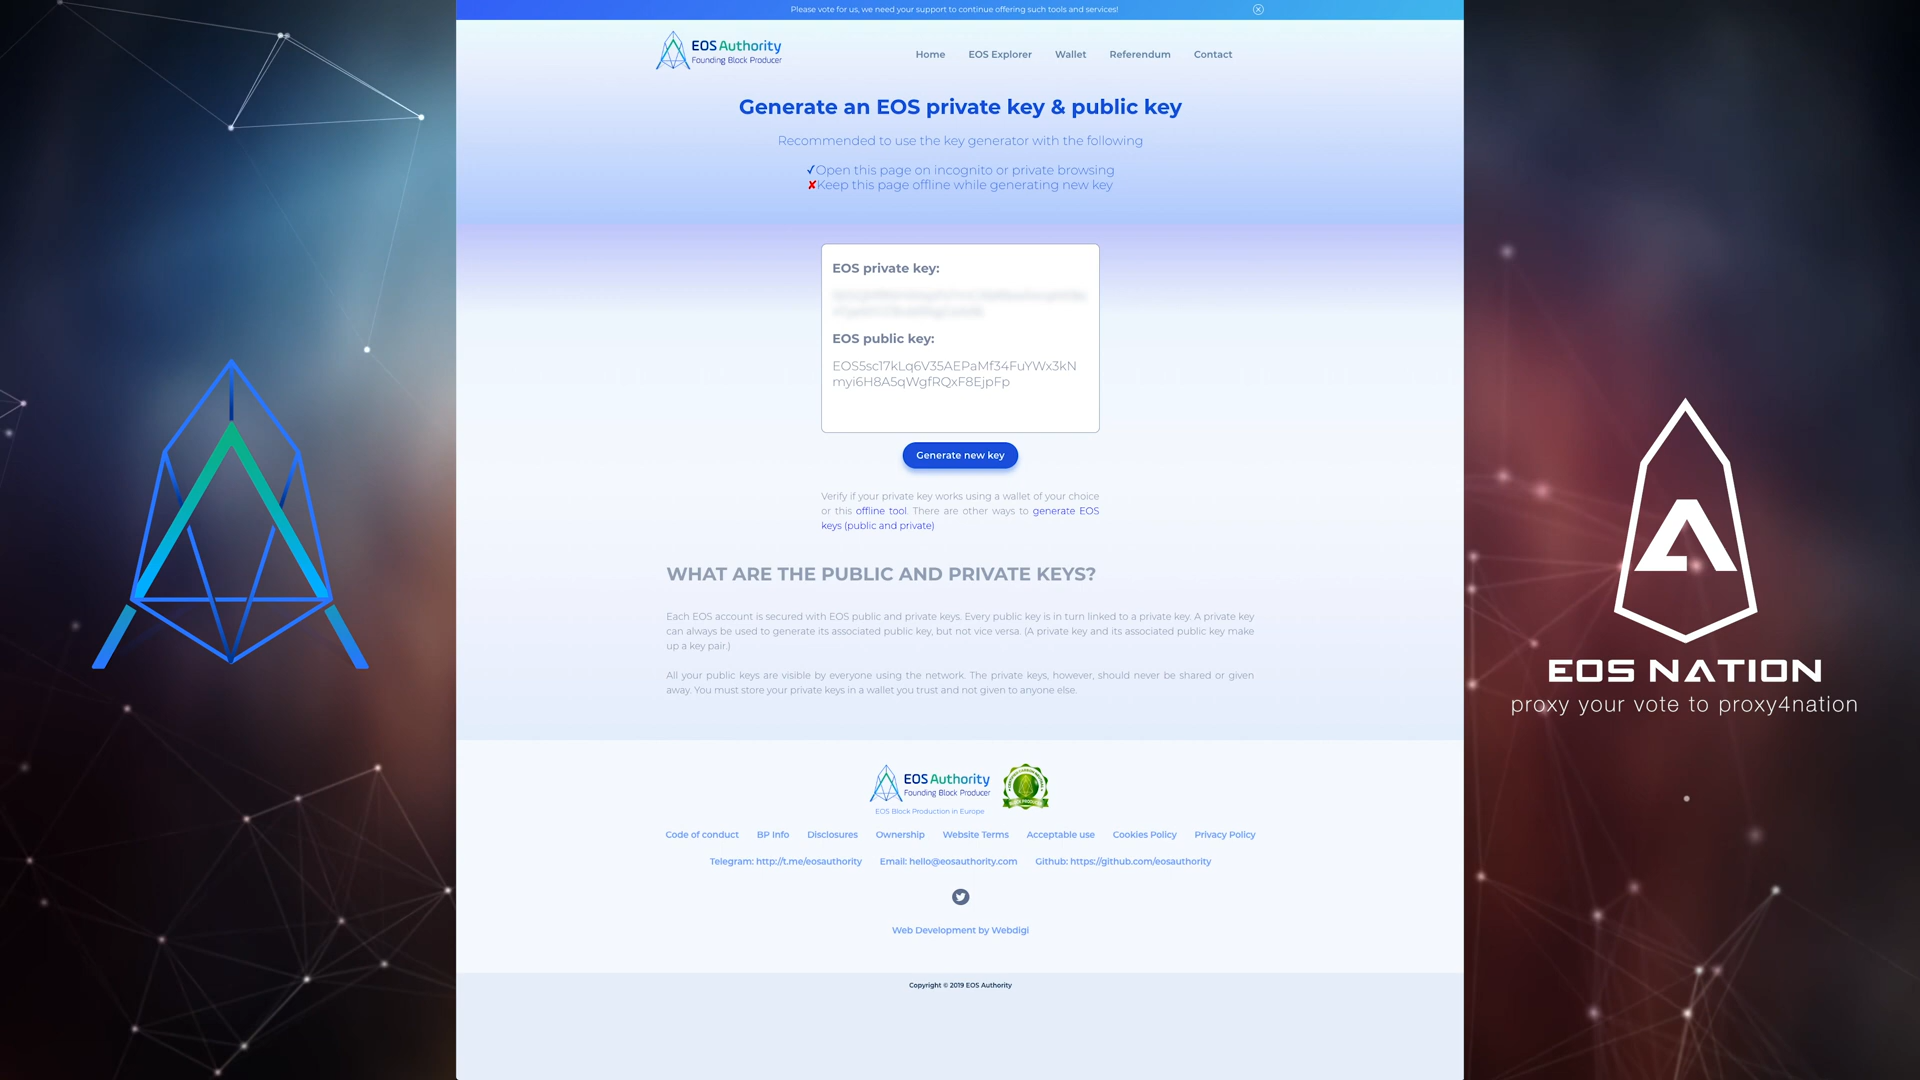 Please vote for us, we need your support to continue offering such tools and services!
EOS Authority
Founding Block Producer
Home EOS Explorer Wallet Referendum Contact
Generate an EOS private key & public key
Recommended to use the key generator with the following
✓Open this page on incognito or private browsing
✘Keep this page offline while generating new key
EOS private key:
EOS public key:
EOS5sc17kLq6V35AEPaMf34FuYWx3kN
myi6H8A5qWgfRQxF8EjpFp
Generate new key
Verify if your private key works using a wallet of your choice
or this offline tool. There are other ways to generate EOS
keys (public and private)
WHAT ARE THE PUBLIC AND PRIVATE KEYS?
Each EOS account is secured with EOS public and private keys. Every public key is in turn linked to a private key. A private key
can always be used to generate its associated public key, but not vice versa. (A private key and its associated public key make
up a key pair.)
All your public keys are visible by everyone using the network. The private keys, however, should never be shared or given
away. You must store your private keys in a wallet you trust and not given to anyone else.
EOS NATION
proxy your vote to proxy4nation
EOS Authority
Founding Block Producer
EOS Block Production in Europe
Code of conduct BP Info Disclosures Ownership Website Terms Acceptable use Cookies Policy Privacy Policy
Telegram: http://t.me/eosauthority Email: hello@eosauthority.com Github: https://github.com/eosauthority
Web Development by Webdigi
Copyright © 2019 EOS Authority